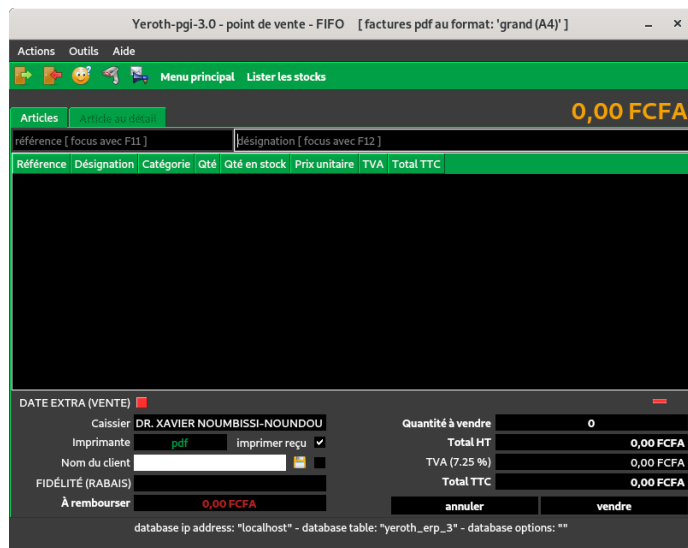 Yeroth-pgi-3.0 - point de vente - FIFO [ factures pdf au format: 'grand (A4)' ]
Actions Outils Aide
Menu principal Lister les stocks
0,00 FCFA
Articles Article au détail
référence [ focus avec F11 ] désignation [ focus avec F12 ]
Référence Désignation Catégorie Qté Qté en stock Prix unitaire TVA Total TTC
DATE EXTRA (VENTE)
Caissier DR. XAVIER NOUMBISSI-NOUNDOU Quantité à vendre 0
Imprimante pdf imprimer reçu Total HT 0,00 FCFA
Nom du client TVA (7.25 %) 0,00 FCFA
FIDÉLITÉ (RABAIS) Total TTC 0,00 FCFA
À rembourser 0,00 FCFA annuler vendre
database ip address: "localhost" - database table: "yeroth_erp_3" - database options: ""